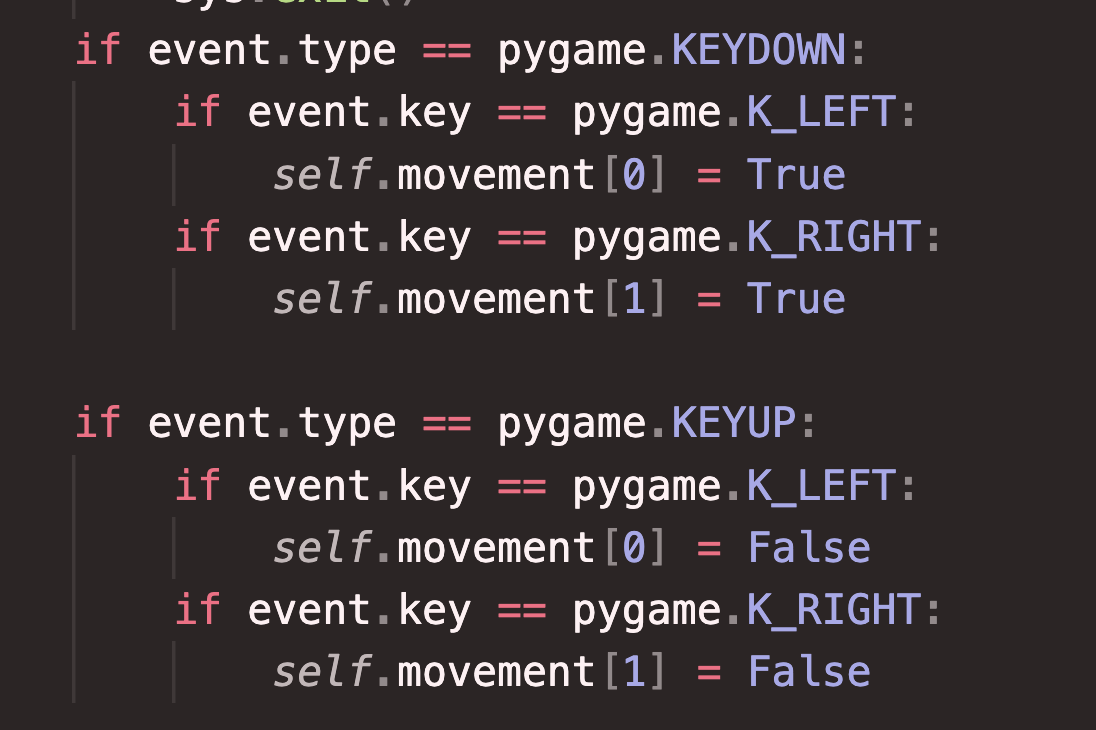 sys.exit()
if event.type == pygame.KEYDOWN:
    if event.key == pygame.K_LEFT:
        self.movement[0] = True
    if event.key == pygame.K_RIGHT:
        self.movement[1] = True

if event.type == pygame.KEYUP:
    if event.key == pygame.K_LEFT:
        self.movement[0] = False
    if event.key == pygame.K_RIGHT:
        self.movement[1] = False